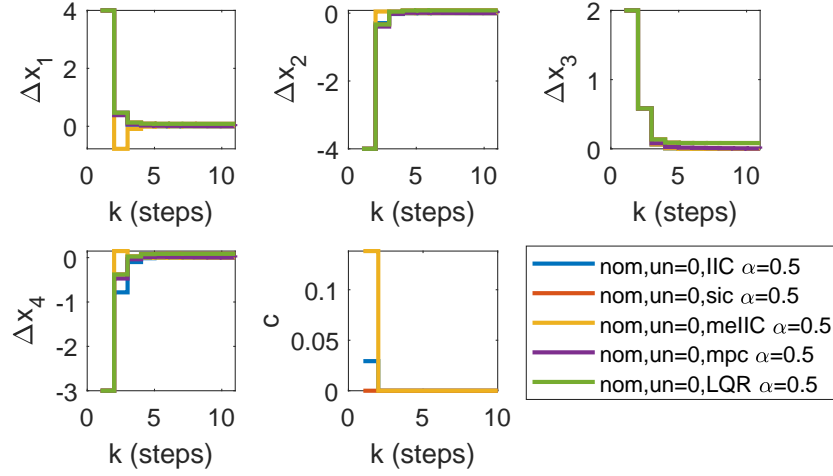 4
2
0
Δx₁
0 5 10
k (steps)
0
-2
-4
Δx₂
0 5 10
k (steps)
2
1
0
Δx₃
0 5 10
k (steps)
0
-1
-2
-3
Δx₄
0 5 10
k (steps)
0.1
0.05
0
c
0 5 10
k (steps)
nom,un=0,IIC α=0.5
nom,un=0,sic α=0.5
nom,un=0,meIIC α=0.5
nom,un=0,mpc α=0.5
nom,un=0,LQR α=0.5